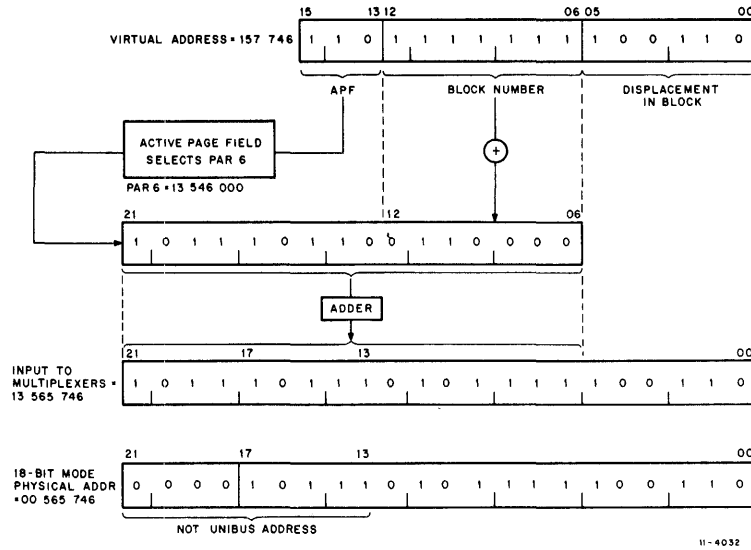 15 13 12 06 05 00
VIRTUAL ADDRESS = 157 746 1 1 0 1 1 1 1 1 1 1 1 0 0 1 1 0
APF BLOCK NUMBER DISPLACEMENT
IN BLOCK
ACTIVE PAGE FIELD
SELECTS PAR 6
+
PAR 6 = 13 546 000
21 12 06
1 0 1 1 1 0 1 1 0 0 1 1 0 0 0 0
ADDER
21 17 13 00
INPUT TO
MULTIPLEXERS =
13 565 746
1 0 1 1 1 0 1 1 1 0 1 0 1 1 1 1 1 0 0 1 1 0
21 17 13 00
18-BIT MODE
PHYSICAL ADDR
=00 565 746
0 0 0 0 1 0 1 1 1 0 1 0 1 1 1 1 1 0 0 1 1 0
NOT UNIBUS ADDRESS
11-4032